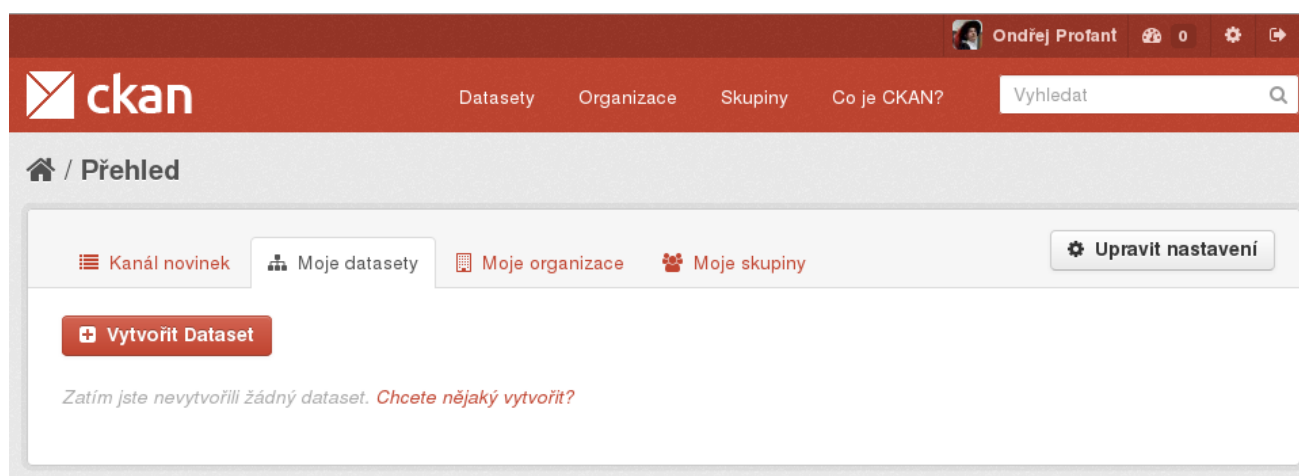 Ondřej Profant 0
ckan Datasety Organizace Skupiny Co je CKAN? Vyhledat
/ Přehled
Kanál novinek Moje datasety Moje organizace Moje skupiny Upravit nastavení
Vytvořit Dataset
Zatím jste nevytvořili žádný dataset. Chcete nějaký vytvořit?